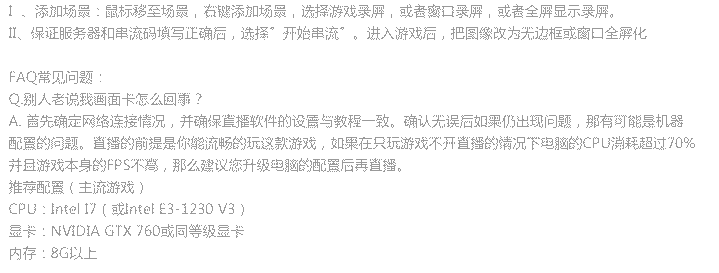 I 、添加场景：鼠标移至场景，右键添加场景，选择游戏录屏，或者窗口录屏，或者全屏显示录屏。
II、保证服务器和串流码填写正确后，选择"开始串流"。进入游戏后，把图像改为无边框或窗口全屏化
FAQ常见问题：
Q.别人老说我画面卡怎么回事？
A. 首先确定网络连接情况，并确保直播软件的设置与教程一致。确认无误后如果仍出现问题，那有可能是机器
配置的问题。直播的前提是你能流畅的玩这款游戏，如果在只玩游戏不开直播的情况下电脑的CPU消耗超过70%
并且游戏本身的FPS不高，那么建议您升级电脑的配置后再直播。
推荐配置（主流游戏）
CPU：Intel I7（或Intel E3-1230 V3）
显卡：NVIDIA GTX 760或同等级显卡
内存：8G以上